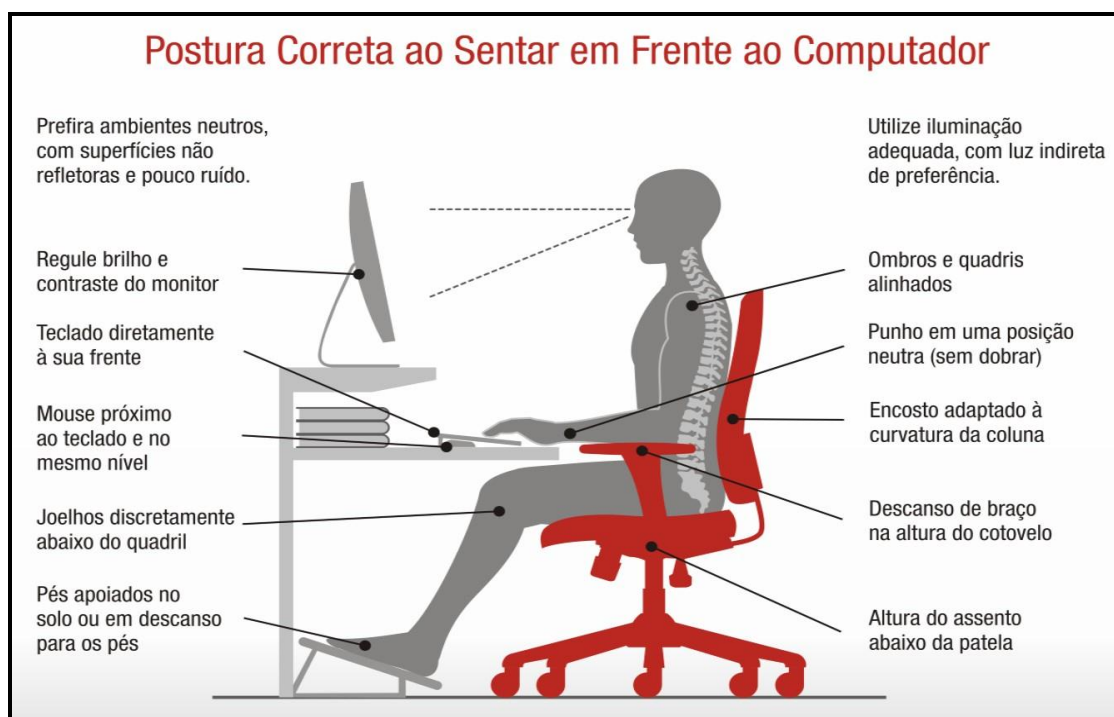 Postura Correta ao Sentar em Frente ao Computador
Prefira ambientes neutros,
com superfícies não
refletoras e pouco ruído.
Regule brilho e
contraste do monitor
Teclado diretamente
à sua frente
Mouse próximo
ao teclado e no
mesmo nível
Joelhos discretamente
abaixo do quadril
Pés apoiados no
solo ou em descanso
para os pés
Utilize iluminação
adequada, com luz indireta
de preferência.
Ombros e quadris
alinhados
Punho em uma posição
neutra (sem dobrar)
Encosto adaptado à
curvatura da coluna
Descanso de braço
na altura do cotovelo
Altura do assento
abaixo da patela